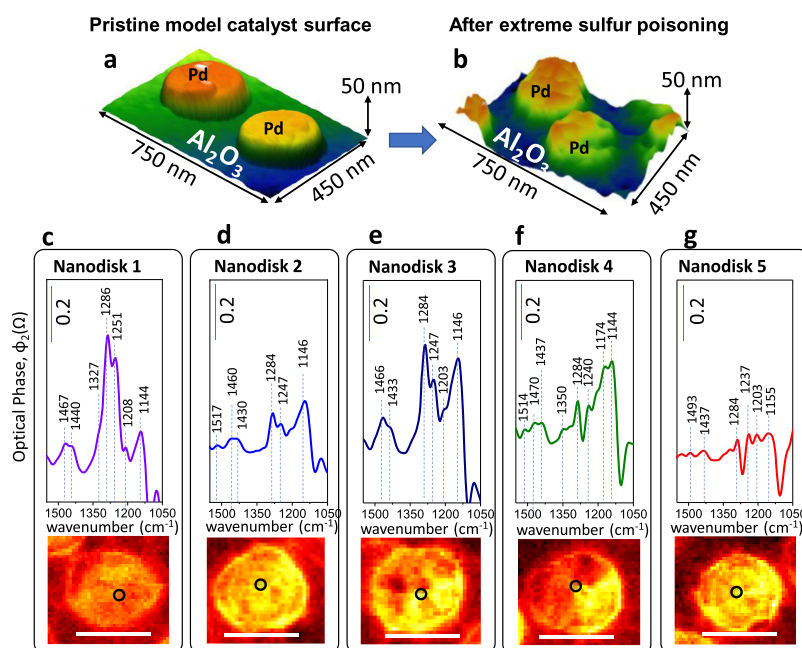 Pristine model catalyst surface
After extreme sulfur poisoning
a
b
Pd
Pd
Al2O3
50 nm
750 nm
450 nm
Pd
Pd
Al2O3
50 nm
750 nm
450 nm
c
d
e
f
g
Nanodisk 1
Nanodisk 2
Nanodisk 3
Nanodisk 4
Nanodisk 5
Optical Phase, ϕ2(Ω)
0.2
1467
1440
1327
1286
1251
1208
1144
1500 1350 1200 1050
wavenumber (cm-1)
0.2
1517
1460
1430
1284
1247
1146
1500 1350 1200 1050
wavenumber (cm-1)
0.2
1466
1433
1284
1247
1203
1146
1500 1350 1200 1050
wavenumber (cm-1)
0.2
1514
1470
1437
1350
1284
1240
1174
1144
1500 1350 1200 1050
wavenumber (cm-1)
0.2
1493
1437
1284
1237
1203
1155
1500 1350 1200 1050
wavenumber (cm-1)